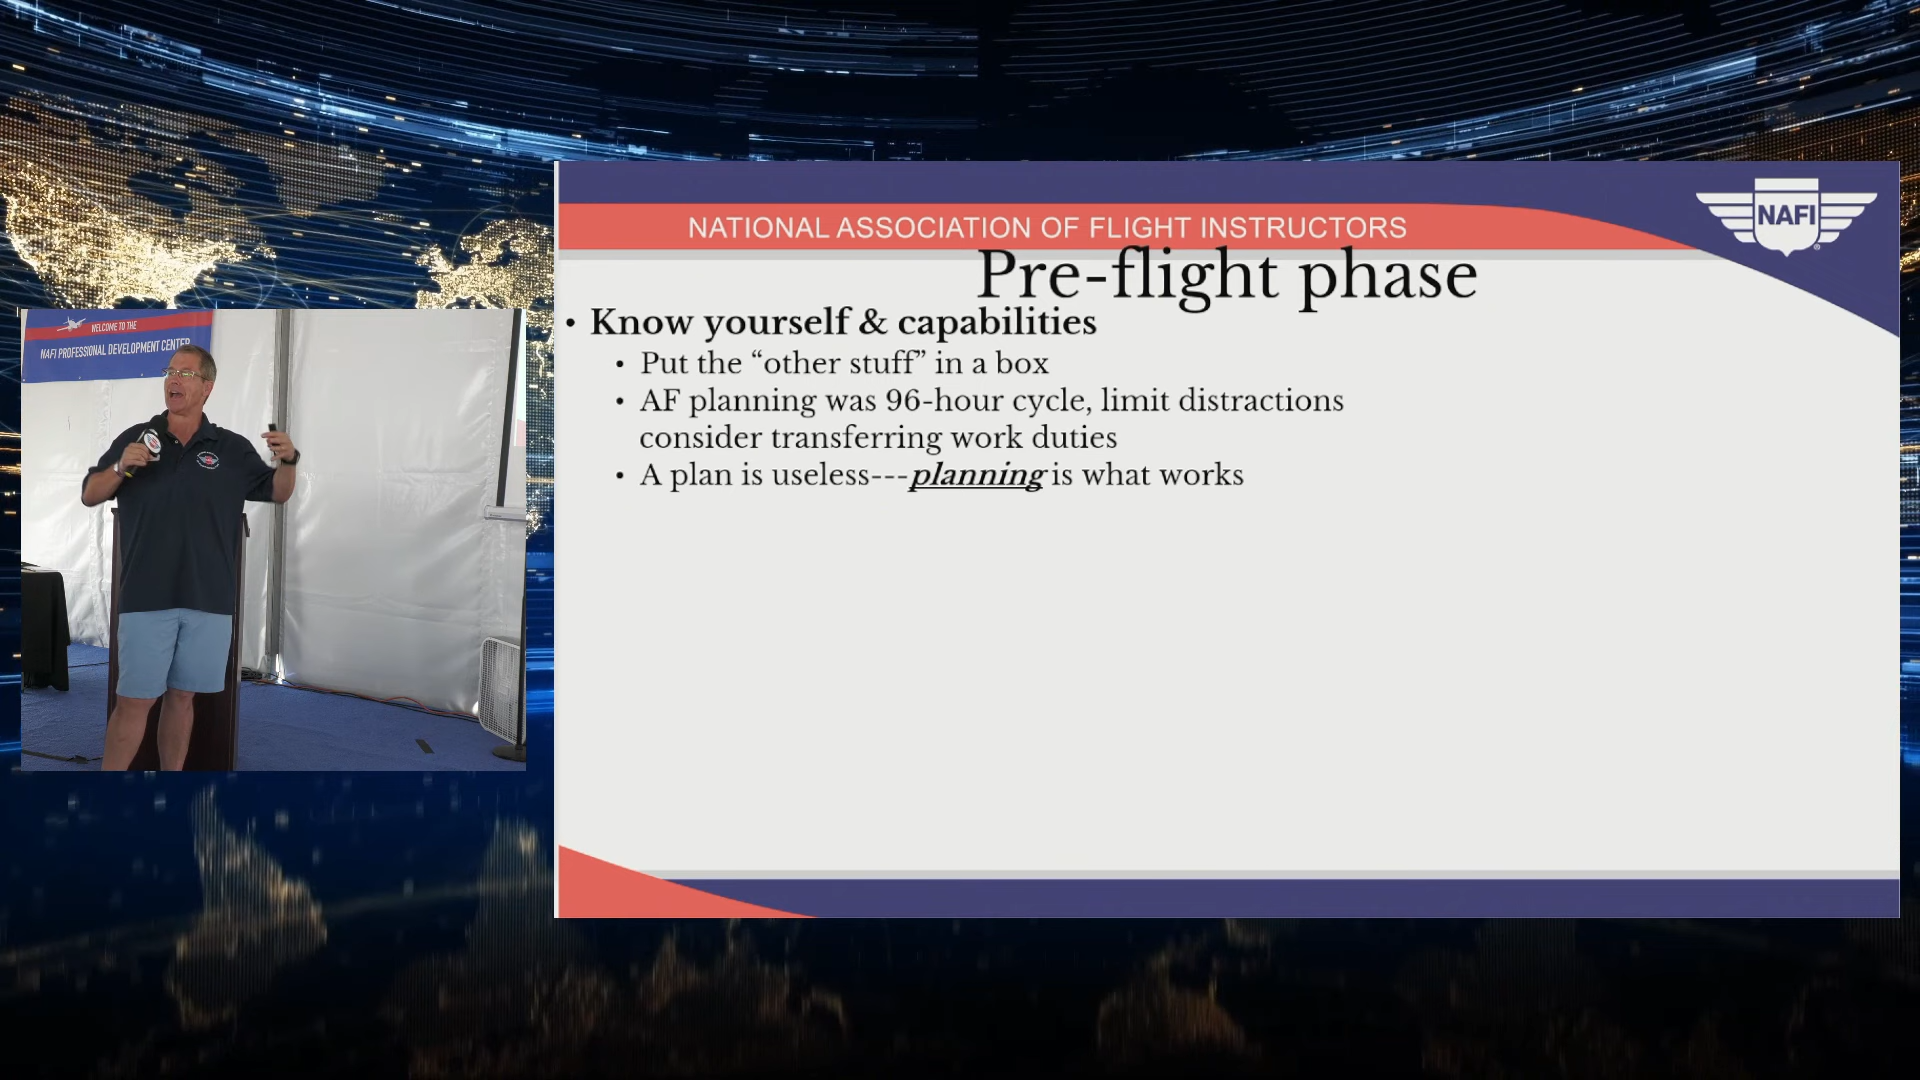 WELCOME TO THE
NAFI PROFESSIONAL DEVELOPMENT CENTER
NATIONAL ASSOCIATION OF FLIGHT INSTRUCTORS
NAFI
Pre-flight phase
• Know yourself & capabilities
• Put the “other stuff” in a box
• AF planning was 96-hour cycle, limit distractions
consider transferring work duties
• A plan is useless---planning is what works